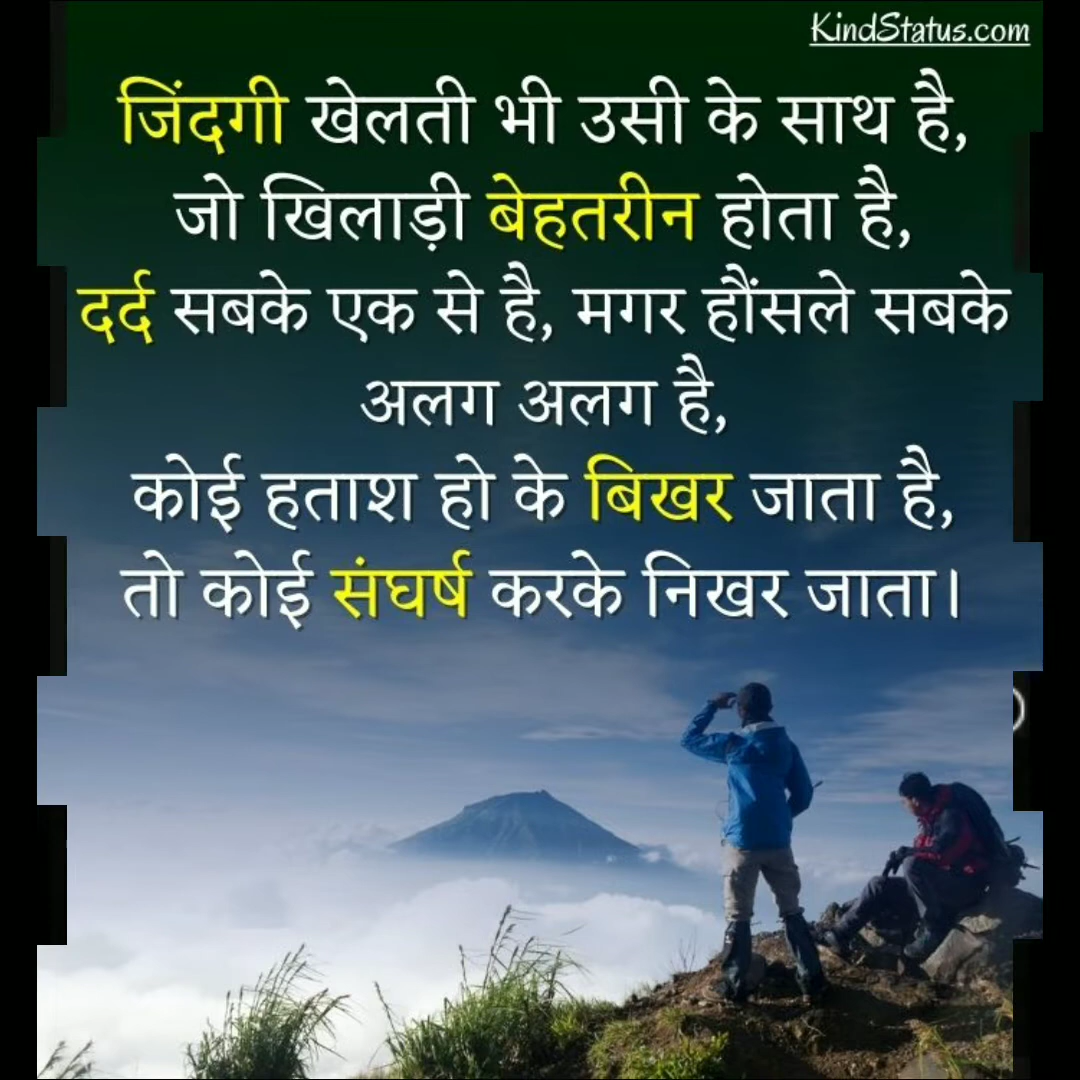 KindStatus.com
जिंदगी खेलती भी उसी के साथ है,
जो खिलाड़ी बेहतरीन होता है,
दर्द सबके एक से है, मगर हौंसले सबके
अलग अलग है,
कोई हताश हो के बिखर जाता है,
तो कोई संघर्ष करके निखर जाता।